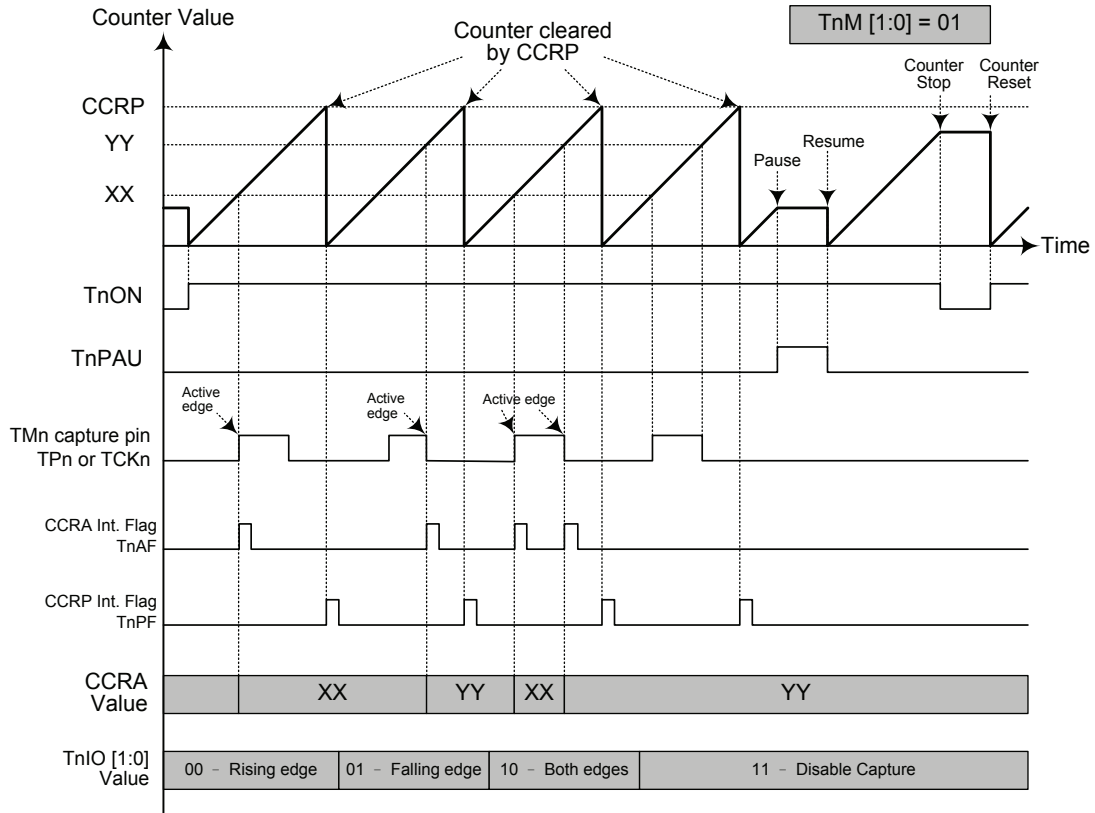 Counter Value
Counter cleared
by CCRP
TnM [1:0] = 01
Counter
Stop
Counter
Reset
CCRP
YY
XX
Pause
Resume
Time
TnON
TnPAU
Active
edge
Active
edge
Active edge
TMn capture pin
TPn or TCKn
CCRA Int. Flag
TnAF
CCRP Int. Flag
TnPF
CCRA
Value
XX
YY
XX
YY
TnIO [1:0]
Value
00 – Rising edge
01 – Falling edge
10 – Both edges
11 – Disable Capture